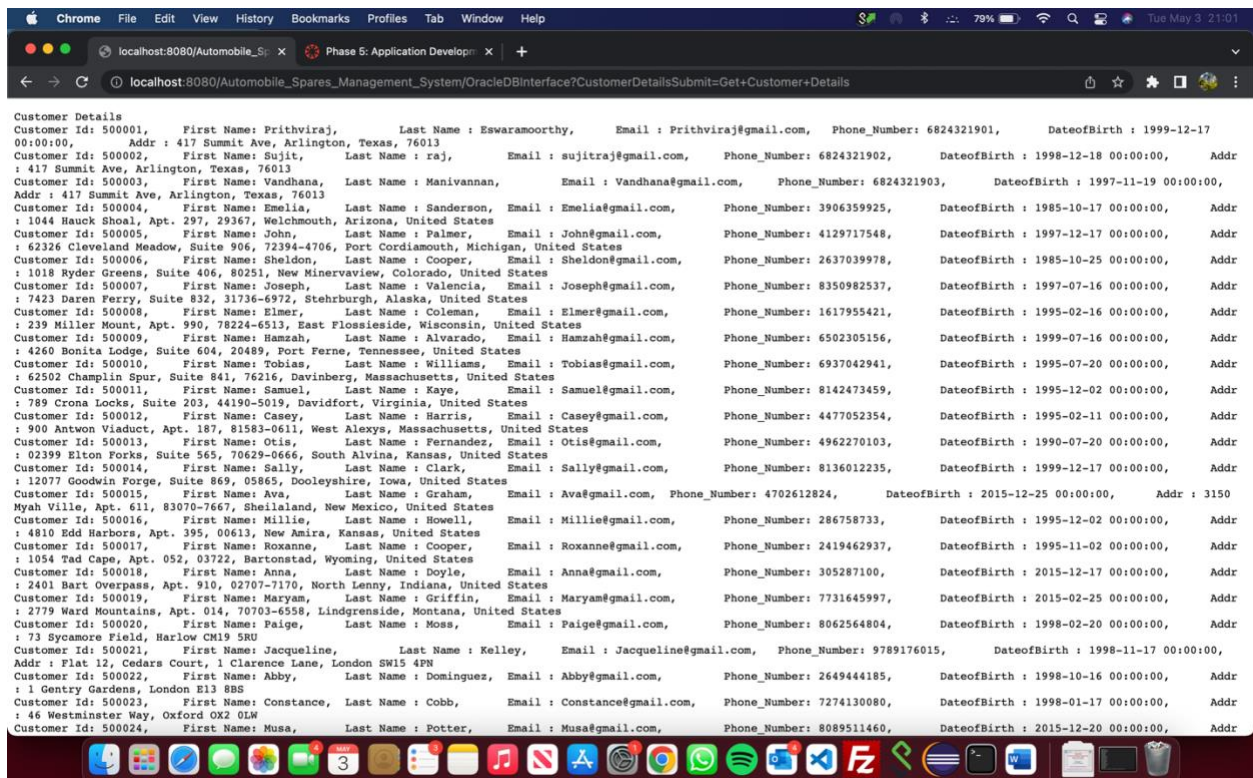 Chrome File Edit View History Bookmarks Profiles Tab Window Help 79% Tue May 3 21:01
localhost:8080/Automobile_Sp Phase 5: Application Developm
localhost:8080/Automobile_Spares_Management_System/OracleDBInterface?CustomerDetailsSubmit=Get+Customer+Details
Customer Details
Customer Id: 500001, First Name: Prithviraj, Last Name : Eswaramoorthy, Email : Prithviraj@gmail.com, Phone_Number: 6824321901, DateofBirth : 1999-12-17
00:00:00, Addr : 417 Summit Ave, Arlington, Texas, 76013
Customer Id: 500002, First Name: Sujit, Last Name : raj, Email : sujitraj@gmail.com, Phone_Number: 6824321902, DateofBirth : 1998-12-18 00:00:00, Addr
: 417 Summit Ave, Arlington, Texas, 76013
Customer Id: 500003, First Name: Vandhana, Last Name : Manivannan, Email : Vandhana@gmail.com, Phone_Number: 6824321903, DateofBirth : 1997-11-19 00:00:00,
Addr : 417 Summit Ave, Arlington, Texas, 76013
Customer Id: 500004, First Name: Emelia, Last Name : Sanderson, Email : Emelia@gmail.com, Phone_Number: 3906359925, DateofBirth : 1985-10-17 00:00:00, Addr
: 1044 Hauck Shoal, Apt. 297, 29367, Welchmouth, Arizona, United States
Customer Id: 500005, First Name: John, Last Name : Palmer, Email : John@gmail.com, Phone_Number: 4129717548, DateofBirth : 1997-12-17 00:00:00, Addr
: 62326 Cleveland Meadow, Suite 906, 72394-4706, Port Cordiamouth, Michigan, United States
Customer Id: 500006, First Name: Sheldon, Last Name : Cooper, Email : Sheldon@gmail.com, Phone_Number: 2637039978, DateofBirth : 1985-10-25 00:00:00, Addr
: 1018 Ryder Greens, Suite 406, 80251, New Minervaview, Colorado, United States
Customer Id: 500007, First Name: Joseph, Last Name : Valencia, Email : Joseph@gmail.com, Phone_Number: 8350982537, DateofBirth : 1997-07-16 00:00:00, Addr
: 7423 Daren Ferry, Suite 832, 31736-6972, Stehrburgh, Alaska, United States
Customer Id: 500008, First Name: Elmer, Last Name : Coleman, Email : Elmer@gmail.com, Phone_Number: 1617955421, DateofBirth : 1995-02-16 00:00:00, Addr
: 239 Miller Mount, Apt. 990, 78224-6513, East Flossieside, Wisconsin, United States
Customer Id: 500009, First Name: Hamzah, Last Name : Alvarado, Email : Hamzah@gmail.com, Phone_Number: 6502305156, DateofBirth : 1999-07-16 00:00:00, Addr
: 4260 Bonita Lodge, Suite 604, 20489, Port Ferne, Tennessee, United States
Customer Id: 500010, First Name: Tobias, Last Name : Williams, Email : Tobias@gmail.com, Phone_Number: 6937042941, DateofBirth : 1995-07-20 00:00:00, Addr
: 62502 Champlin Spur, Suite 841, 76216, Davinberg, Massachusetts, United States
Customer Id: 500011, First Name: Samuel, Last Name : Kaye, Email : Samuel@gmail.com, Phone_Number: 8142473459, DateofBirth : 1995-12-02 00:00:00, Addr
: 789 Crona Locks, Suite 203, 44190-5019, Davidfort, Virginia, United States
Customer Id: 500012, First Name: Casey, Last Name : Harris, Email : Casey@gmail.com, Phone_Number: 4477052354, DateofBirth : 1995-02-11 00:00:00, Addr
: 900 Antwon Viaduct, Apt. 187, 81583-0611, West Alexys, Massachusetts, United States
Customer Id: 500013, First Name: Otis, Last Name : Fernandez, Email : Otis@gmail.com, Phone_Number: 4962270103, DateofBirth : 1990-07-20 00:00:00, Addr
: 02399 Elton Forks, Suite 565, 70629-0666, South Alvina, Kansas, United States
Customer Id: 500014, First Name: Sally, Last Name : Clark, Email : Sally@gmail.com, Phone_Number: 8136012235, DateofBirth : 1999-12-17 00:00:00, Addr
: 12077 Goodwin Forge, Suite 869, 05865, Dooleyshire, Iowa, United States
Customer Id: 500015, First Name: Ava, Last Name : Graham, Email : Ava@gmail.com, Phone_Number: 4702612824, DateofBirth : 2015-12-25 00:00:00, Addr : 3150
Myah Ville, Apt. 611, 83070-7667, Sheilaland, New Mexico, United States
Customer Id: 500016, First Name: Millie, Last Name : Howell, Email : Millie@gmail.com, Phone_Number: 286758733, DateofBirth : 1995-12-02 00:00:00, Addr
: 4810 Edd Harbors, Apt. 395, 00613, New Amira, Kansas, United States
Customer Id: 500017, First Name: Roxanne, Last Name : Cooper, Email : Roxanne@gmail.com, Phone_Number: 2419462937, DateofBirth : 1995-11-02 00:00:00, Addr
: 1054 Tad Cape, Apt. 052, 03722, Bartonstad, Wyoming, United States
Customer Id: 500018, First Name: Anna, Last Name : Doyle, Email : Anna@gmail.com, Phone_Number: 305287100, DateofBirth : 2015-12-17 00:00:00, Addr
: 2401 Bart Overpass, Apt. 910, 02707-7170, North Lenny, Indiana, United States
Customer Id: 500019, First Name: Maryam, Last Name : Griffin, Email : Maryam@gmail.com, Phone_Number: 7731645997, DateofBirth : 2015-02-25 00:00:00, Addr
: 2779 Ward Mountains, Apt. 014, 70703-6558, Lindgrenside, Montana, United States
Customer Id: 500020, First Name: Paige, Last Name : Moss, Email : Paige@gmail.com, Phone_Number: 8062564804, DateofBirth : 1998-02-20 00:00:00, Addr
: 73 Sycamore Field, Harlow CM19 5RU
Customer Id: 500021, First Name: Jacqueline, Last Name : Kelley, Email : Jacqueline@gmail.com, Phone_Number: 9789176015, DateofBirth : 1998-11-17 00:00:00,
Addr : Flat 12, Cedars Court, 1 Clarence Lane, London SW15 4PN
Customer Id: 500022, First Name: Abby, Last Name : Dominguez, Email : Abby@gmail.com, Phone_Number: 2649444185, DateofBirth : 1998-10-16 00:00:00, Addr
: 1 Gentry Gardens, London E13 8BS
Customer Id: 500023, First Name: Constance, Last Name : Cobb, Email : Constance@gmail.com, Phone_Number: 7274130080, DateofBirth : 1998-01-17 00:00:00, Addr
: 46 Westminster Way, Oxford OX2 0LW
Customer Id: 500024, First Name: Musa, Last Name : Potter, Email : Musa@gmail.com, Phone_Number: 8089511460, DateofBirth : 2015-12-20 00:00:00, Addr
MAY
3